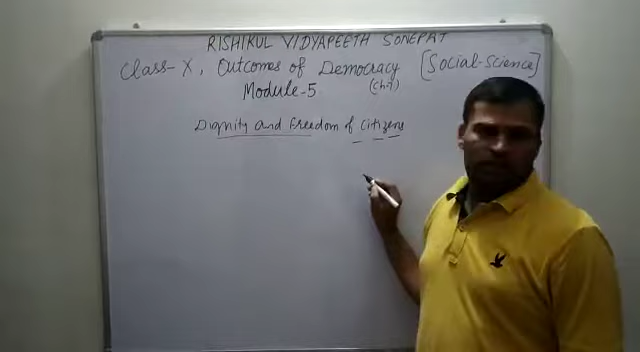 RISHIKUL VIDYAPEETH SONEPAT
Class-X, Outcomes of Democracy [Social-Science]
Module-5 (Ch-7)
Dignity and Freedom of Citizens